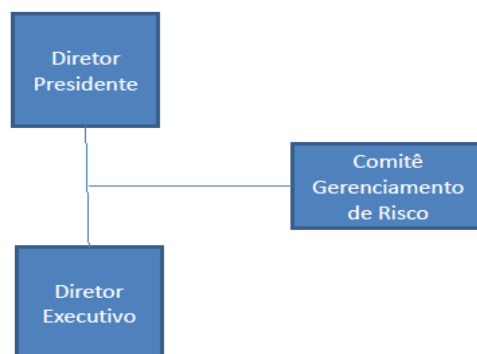 Diretor
Presidente
Comitê
Gerenciamento
de Risco
Diretor
Executivo